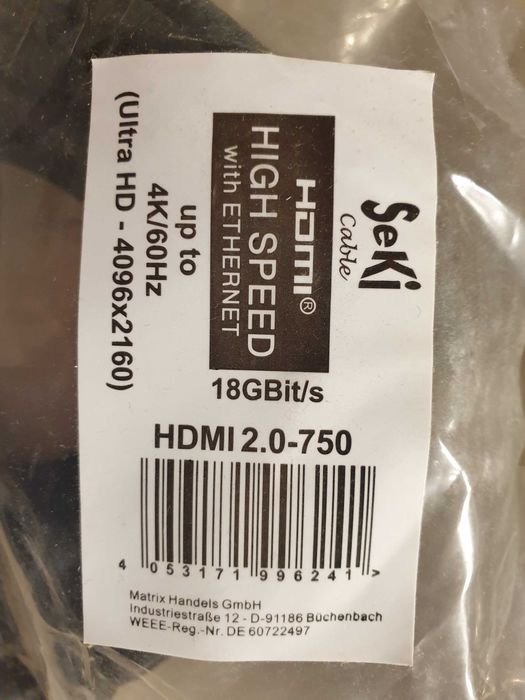 SeKi
Cable
HDMI®
HIGH SPEED
with ETHERNET
up to
4K/60Hz
(Ultra HD - 4096x2160)
18GBit/s
HDMI 2.0-750
4 053171 996241 >
Matrix Handels GmbH
Industriestraße 12 - D-91186 Büchenbach
WEEE-Reg.-Nr. DE 60722497